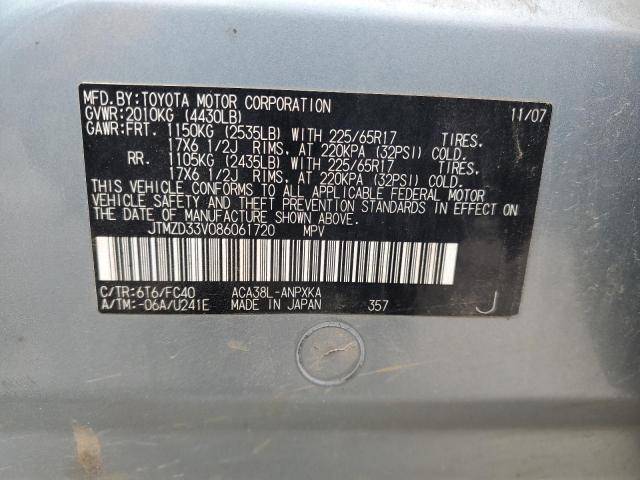 MFD.BY:TOYOTA MOTOR CORPORATION 11/07
GVWR:2010KG (4430LB)
GAWR:FRT. 1150KG (2535LB) WITH 225/65R17 TIRES.
17X6 1/2J RIMS. AT 220KPA (32PSI) COLD.
RR. 1105KG (2435LB) WITH 225/65R17 TIRES.
17X6 1/2J RIMS. AT 220KPA (32PSI) COLD.
THIS VEHICLE CONFORMS TO ALL APPLICABLE FEDERAL MOTOR
VEHICLE SAFETY AND THEFT PREVENTION STANDARDS IN EFFECT ON
THE DATE OF MANUFACTURE SHOWN ABOVE.
JTMZD33V086061720 MPV
C/TR:6T6/FC40 ACA38L-ANPXKA
A/TM:-06A/U241E MADE IN JAPAN 357 J